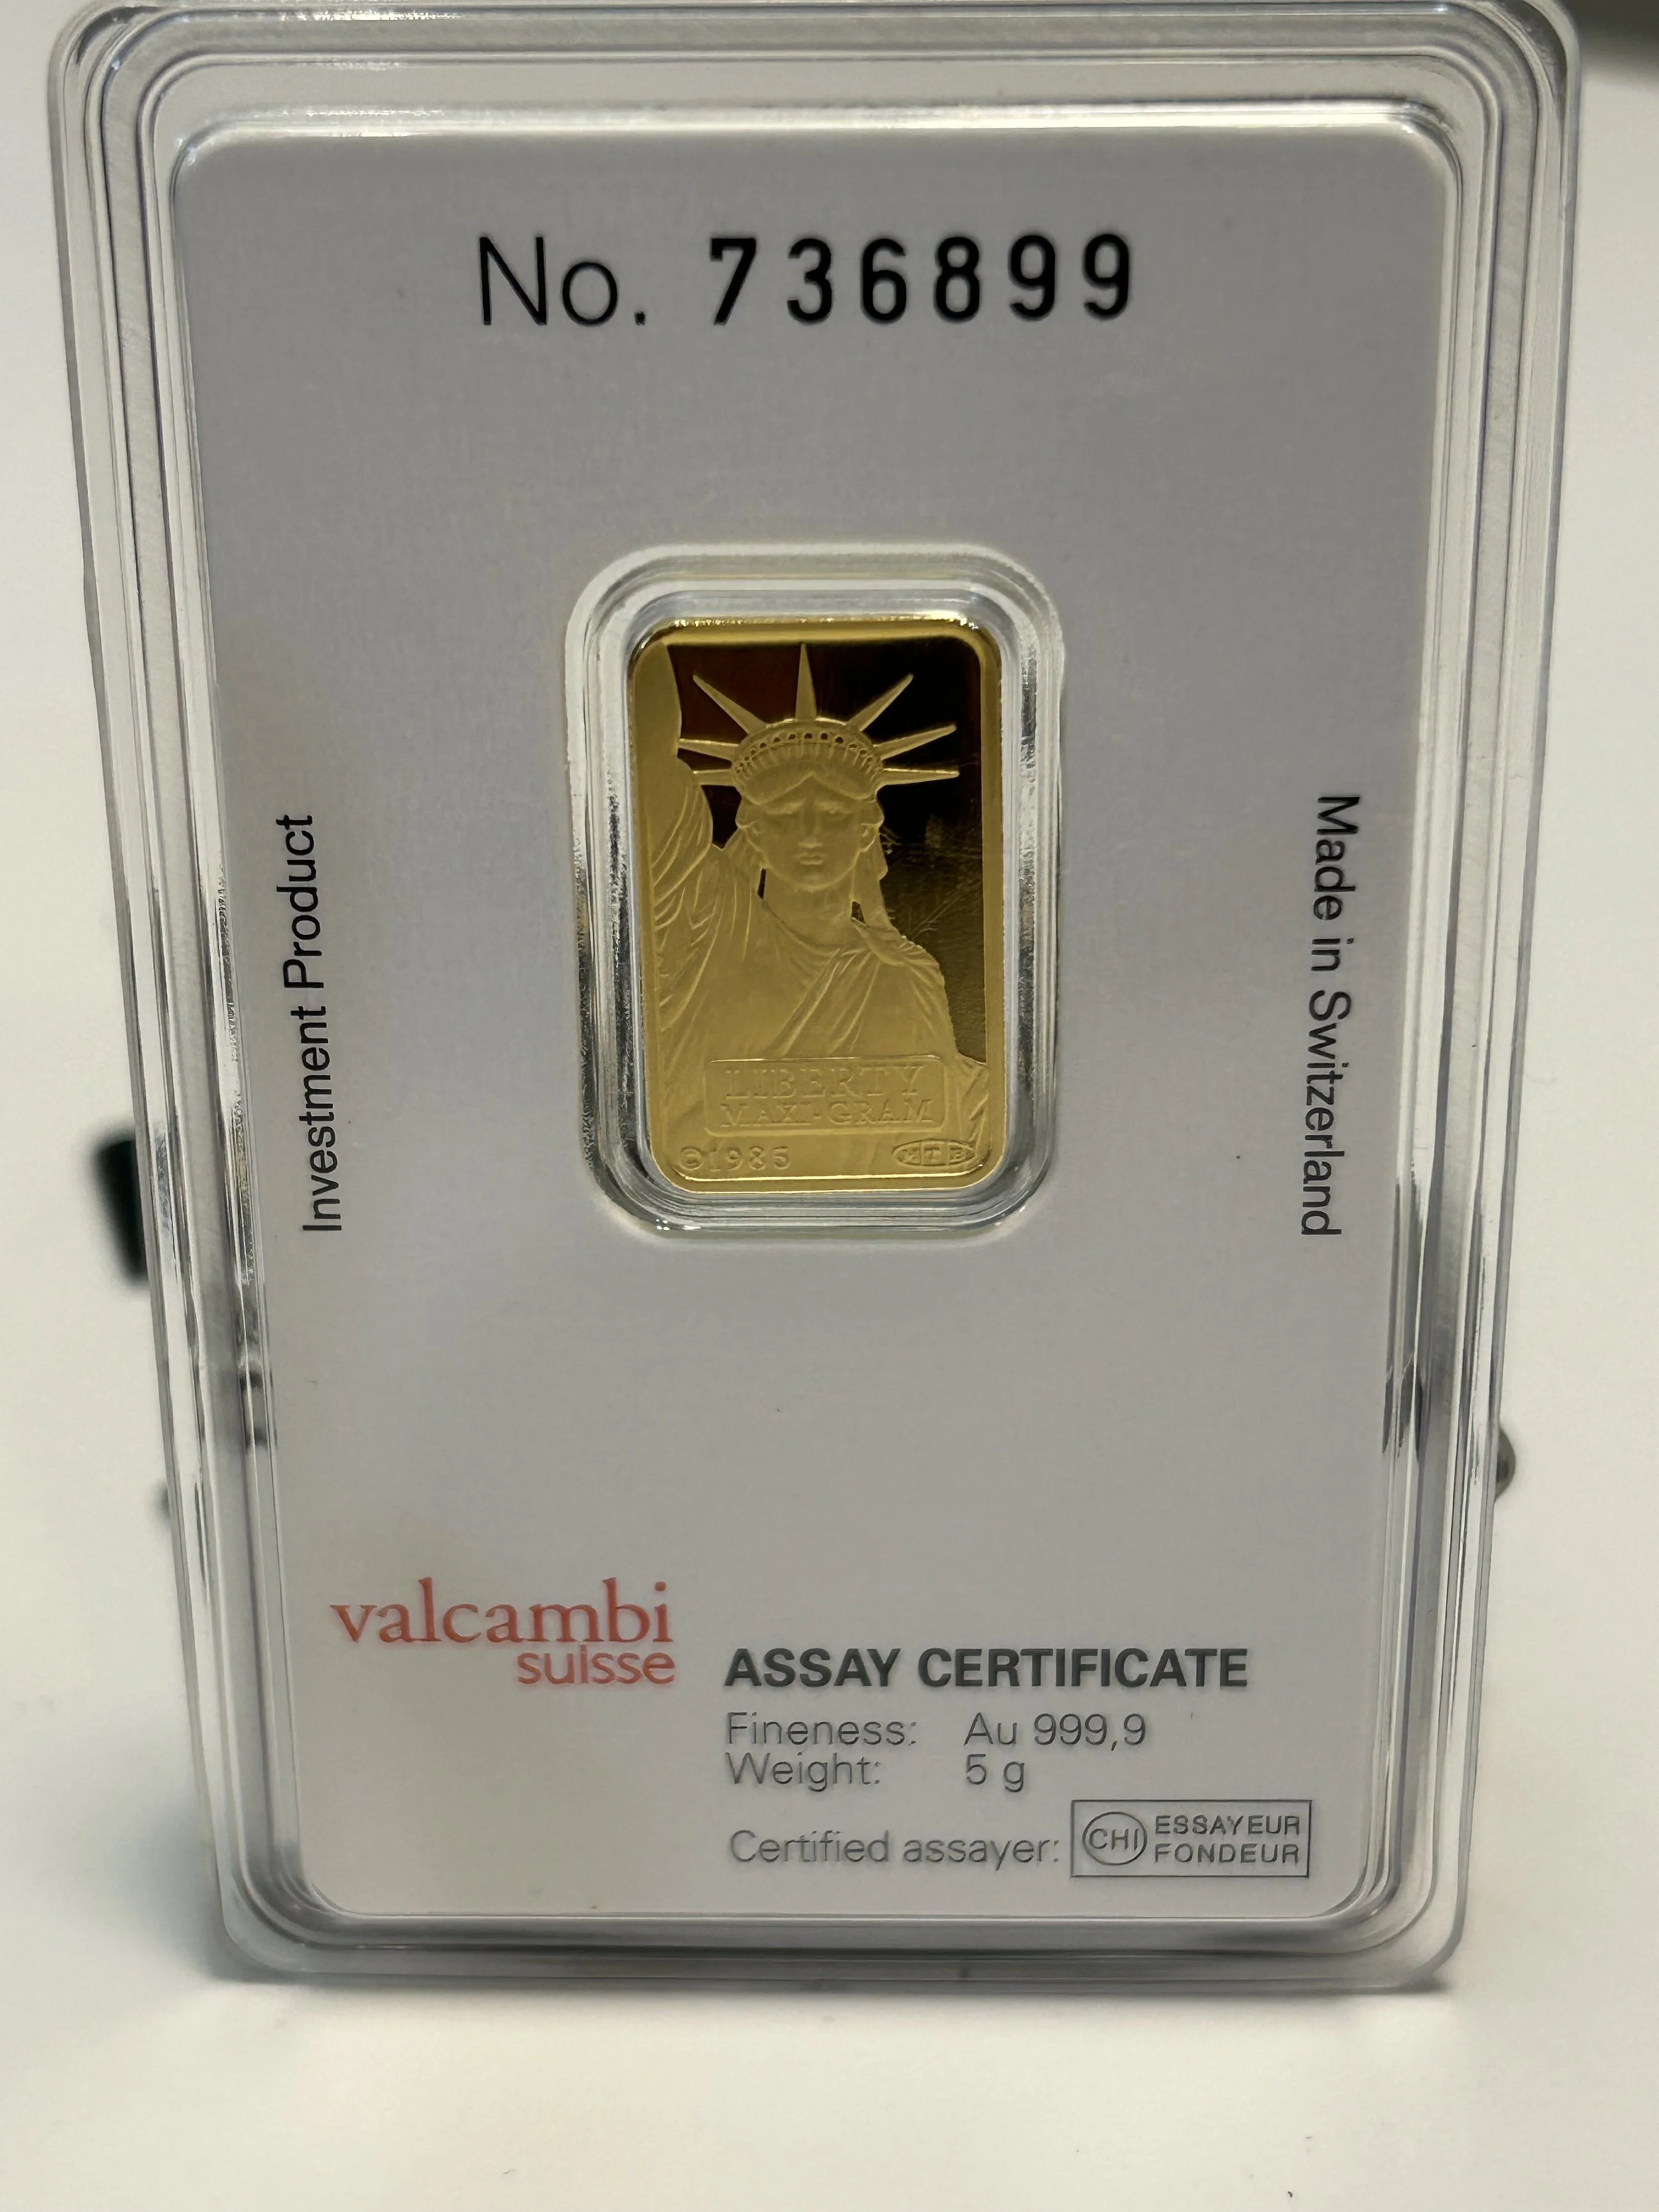 No. 736899
Investment Product
Made in Switzerland
LIBERTY
MAXI-GRAM
©1985
MTB
valcambi
suisse
ASSAY CERTIFICATE
Fineness: Au 999,9
Weight: 5 g
Certified assayer:
CHI
ESSAYEUR
FONDEUR